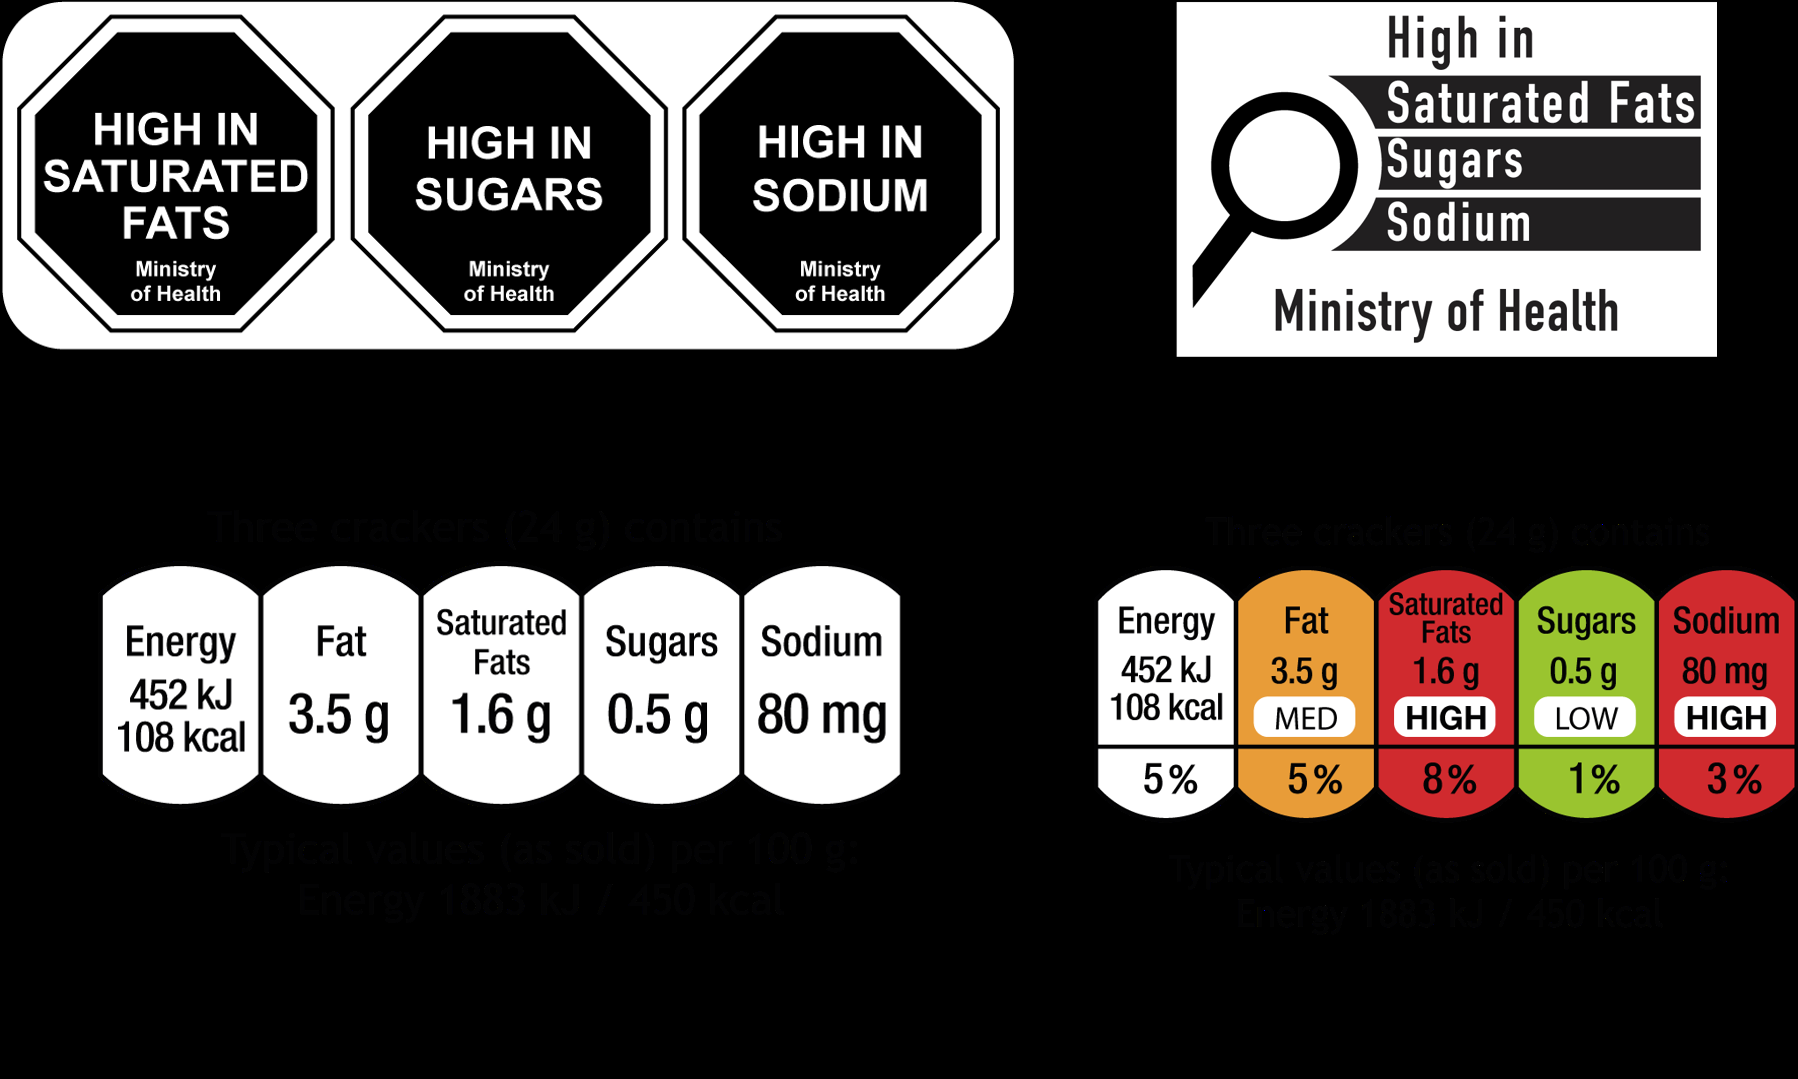 HIGH IN
SATURATED
FATS
Ministry
of Health
HIGH IN
SUGARS
Ministry
of Health
HIGH IN
SODIUM
Ministry
of Health
High in
Saturated Fats
Sugars
Sodium
Ministry of Health
Three crackers (24 g) contains
Energy
452 kJ
108 kcal
Fat
3.5 g
Saturated
Fats
1.6 g
Sugars
0.5 g
Sodium
80 mg
Typical values (as sold) per 100 g:
Energy 1883 kJ / 450 kcal
Three crackers (24 g) contains
Energy
452 kJ
108 kcal
5%
Fat
3.5 g
MED
5%
Saturated
Fats
1.6 g
HIGH
8%
Sugars
0.5 g
LOW
1%
Sodium
80 mg
HIGH
3%
Typical values (as sold) per 100 g:
Energy 1883 kJ / 450 kcal